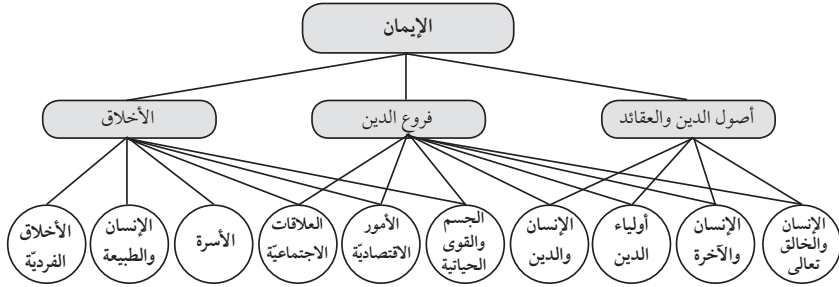 الإيمان
أصول الدين والعقائد
فروع الدين
الأخلاق
الإنسان
والخالق
تعالى
الإنسان
والآخرة
أولياء
الدين
الإنسان
والدين
الجسم
والقوى
الحياتية
الأمور
الاقتصاديّة
العلاقات
الاجتماعيّة
الأسرة
الإنسان
والطبيعة
الأخلاق
الفرديّة